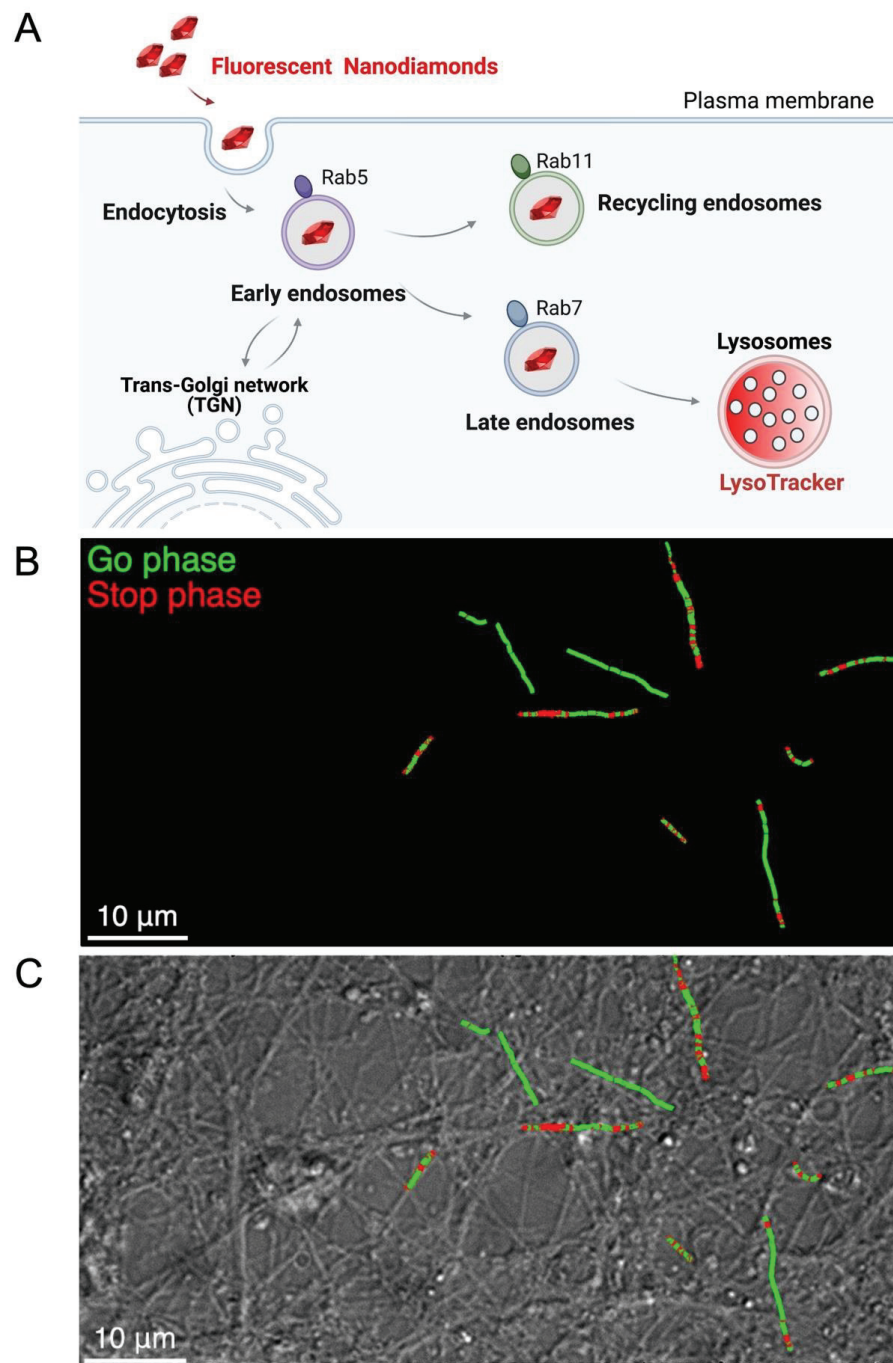 A
Fluorescent Nanodiamonds
Plasma membrane
Rab5
Rab11
Endocytosis
Recycling endosomes
Early endosomes
Rab7
Trans-Golgi network
(TGN)
Late endosomes
Lysosomes
LysoTracker
B
Go phase
Stop phase
10 µm
C
10 µm